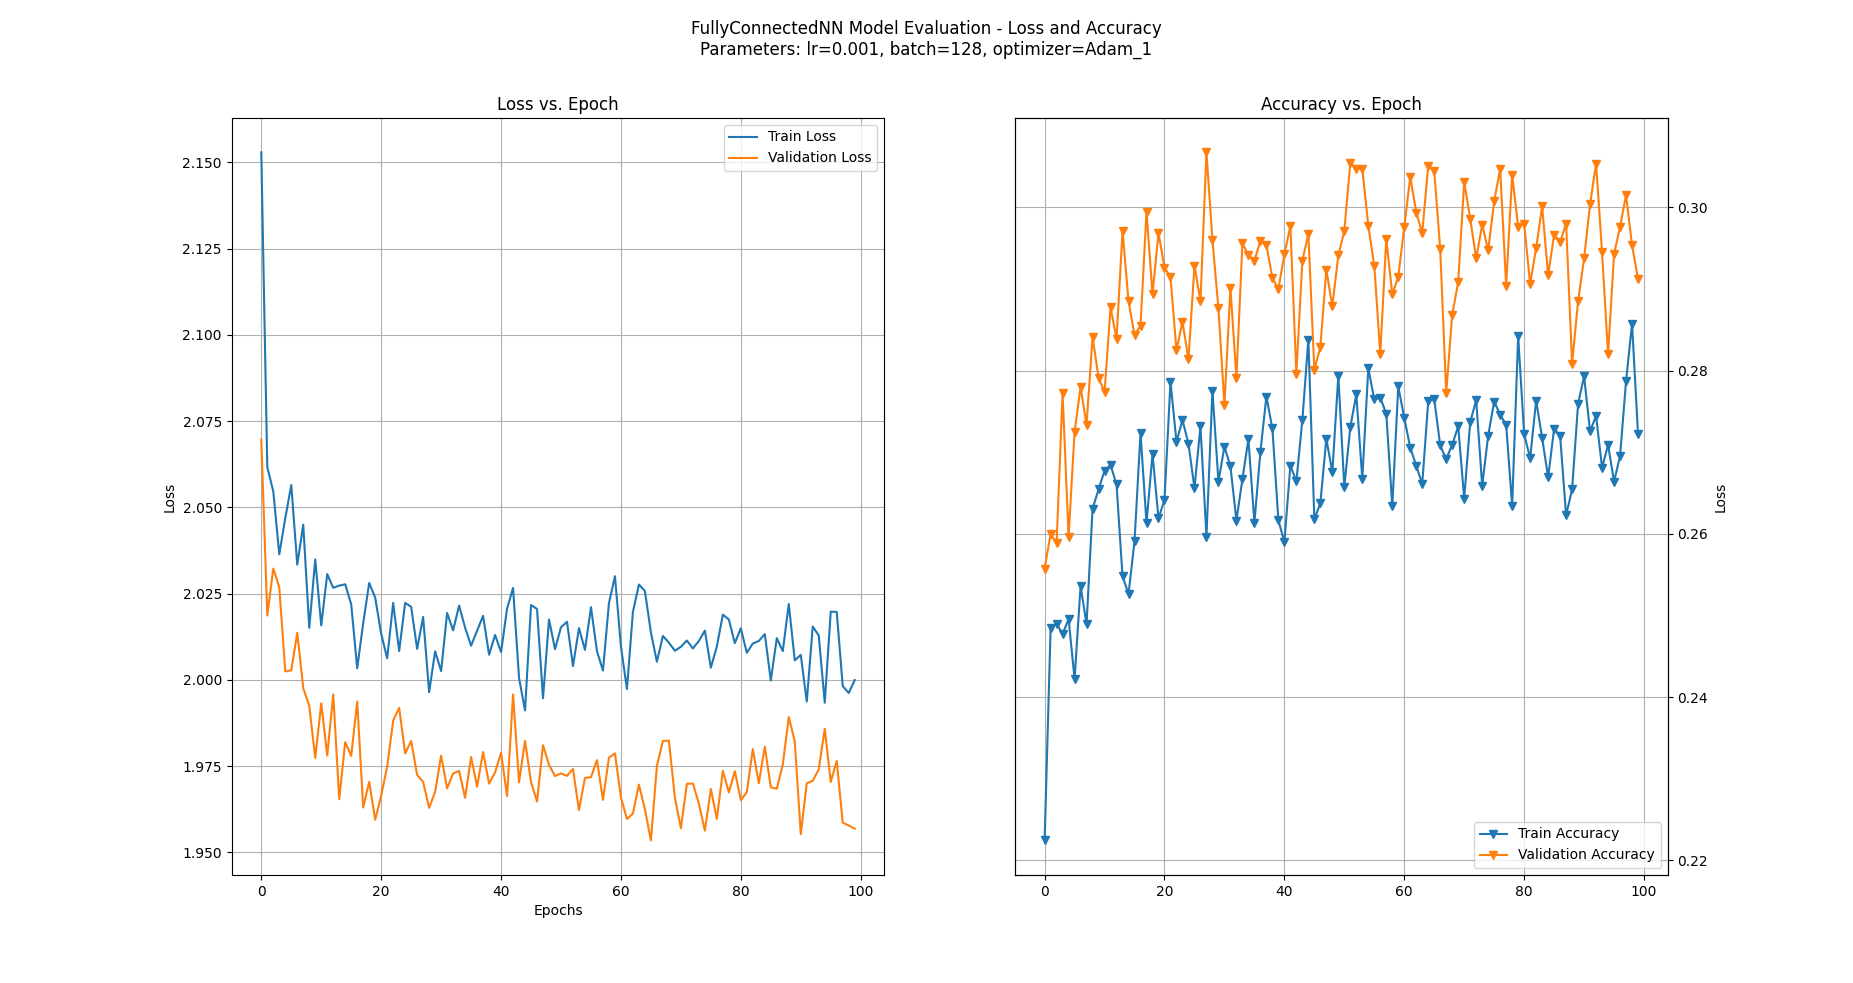 FullyConnectedNN Model Evaluation - Loss and Accuracy
Parameters: lr=0.001, batch=128, optimizer=Adam_1
Loss vs. Epoch
Train Loss
Validation Loss
2.150
2.125
2.100
2.075
2.050
2.025
2.000
1.975
1.950
Loss
0 20 40 60 80 100
Epochs
Accuracy vs. Epoch
0.30
0.28
0.26
0.24
0.22
Loss
Train Accuracy
Validation Accuracy
0 20 40 60 80 100